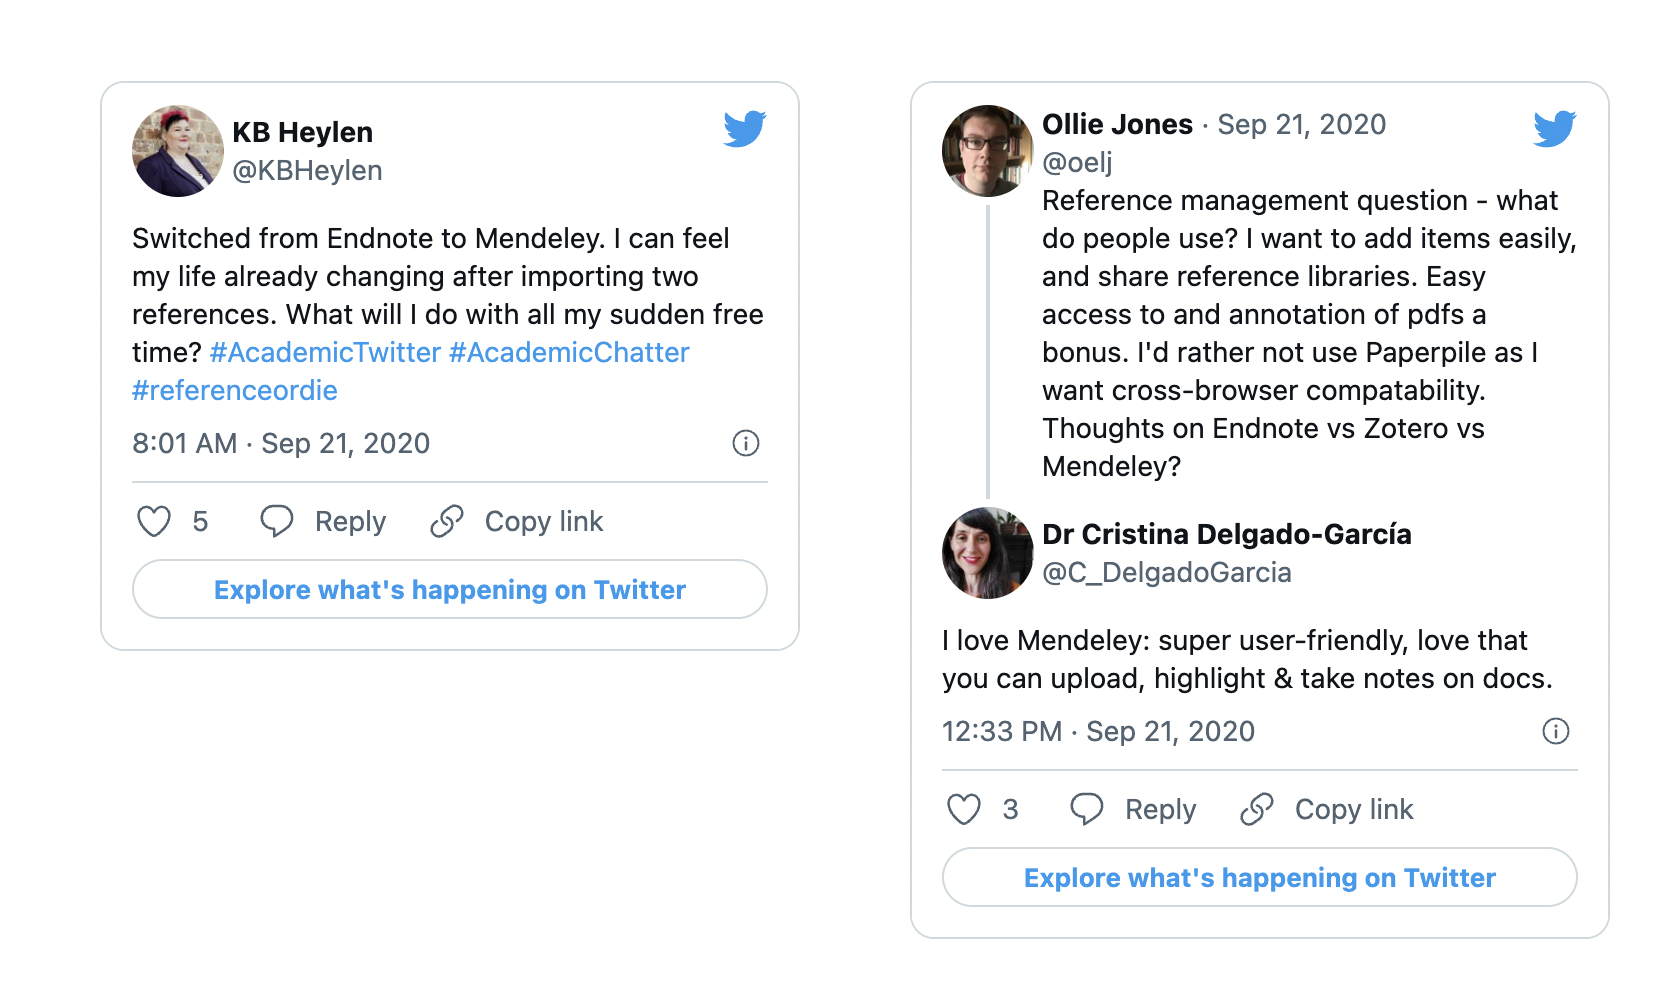 KB Heylen
@KBHeylen
Switched from Endnote to Mendeley. I can feel
my life already changing after importing two
references. What will I do with all my sudden free
time? #AcademicTwitter #AcademicChatter
#referenceordie
8:01 AM · Sep 21, 2020
5 Reply Copy link
Explore what's happening on Twitter
Ollie Jones · Sep 21, 2020
@oelj
Reference management question - what
do people use? I want to add items easily,
and share reference libraries. Easy
access to and annotation of pdfs a
bonus. I'd rather not use Paperpile as I
want cross-browser compatability.
Thoughts on Endnote vs Zotero vs
Mendeley?
Dr Cristina Delgado-García
@C_DelgadoGarcia
I love Mendeley: super user-friendly, love that
you can upload, highlight & take notes on docs.
12:33 PM · Sep 21, 2020
3 Reply Copy link
Explore what's happening on Twitter